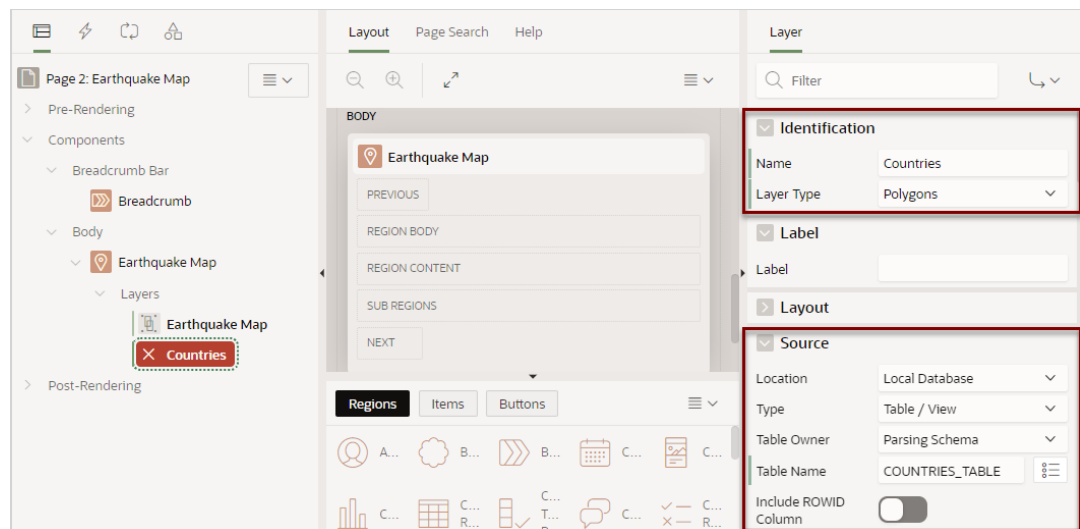 Page 2: Earthquake Map
Pre-Rendering
Components
Breadcrumb Bar
Breadcrumb
Body
Earthquake Map
Layers
Earthquake Map
Countries
Post-Rendering
Layout Page Search Help
BODY
Earthquake Map
PREVIOUS
REGION BODY
REGION CONTENT
SUB REGIONS
NEXT
Regions Items Buttons
A... B... B... C... C...
C... C... R... C... T... C... C... R...
Layer
Filter
Identification
Name Countries
Layer Type Polygons
Label
Label
Layout
Source
Location Local Database
Type Table / View
Table Owner Parsing Schema
Table Name COUNTRIES_TABLE
Include ROWID
Column